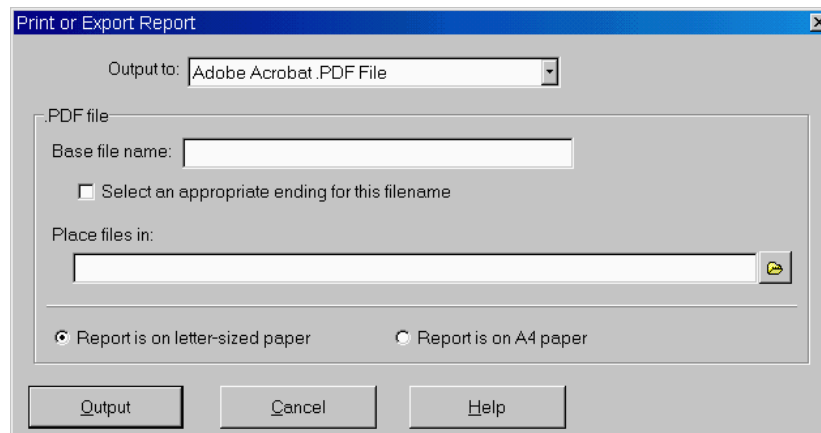 Print or Export Report
Output to: Adobe Acrobat .PDF File
.PDF file
Base file name:
Select an appropriate ending for this filename
Place files in:
Report is on letter-sized paper Report is on A4 paper
Output Cancel Help